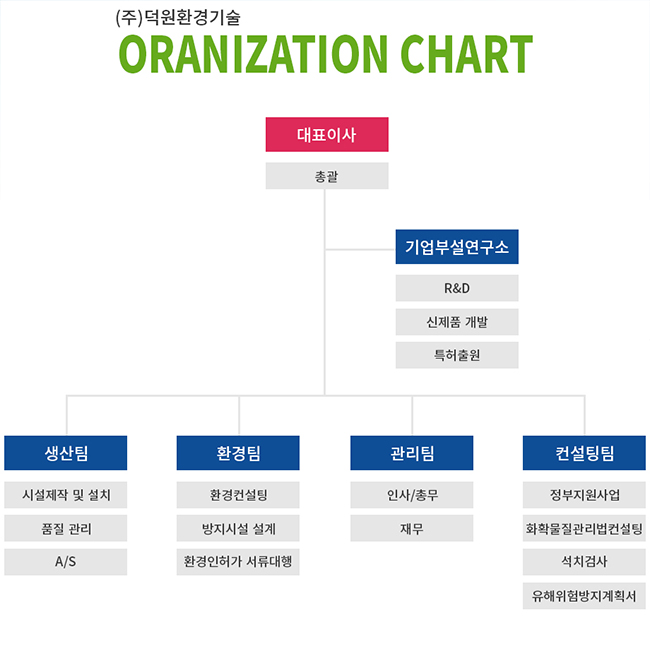 (주)덕원환경기술
ORANIZATION CHART
대표이사
총괄
기업부설연구소
R&D
신제품 개발
특허출원
생산팀
시설제작 및 설치
품질 관리
A/S
환경팀
환경컨설팅
방지시설 설계
환경인허가 서류대행
관리팀
인사/총무
재무
컨설팅팀
정부지원사업
화확물질관리법컨설팅
석치검사
유해위험방지계획서